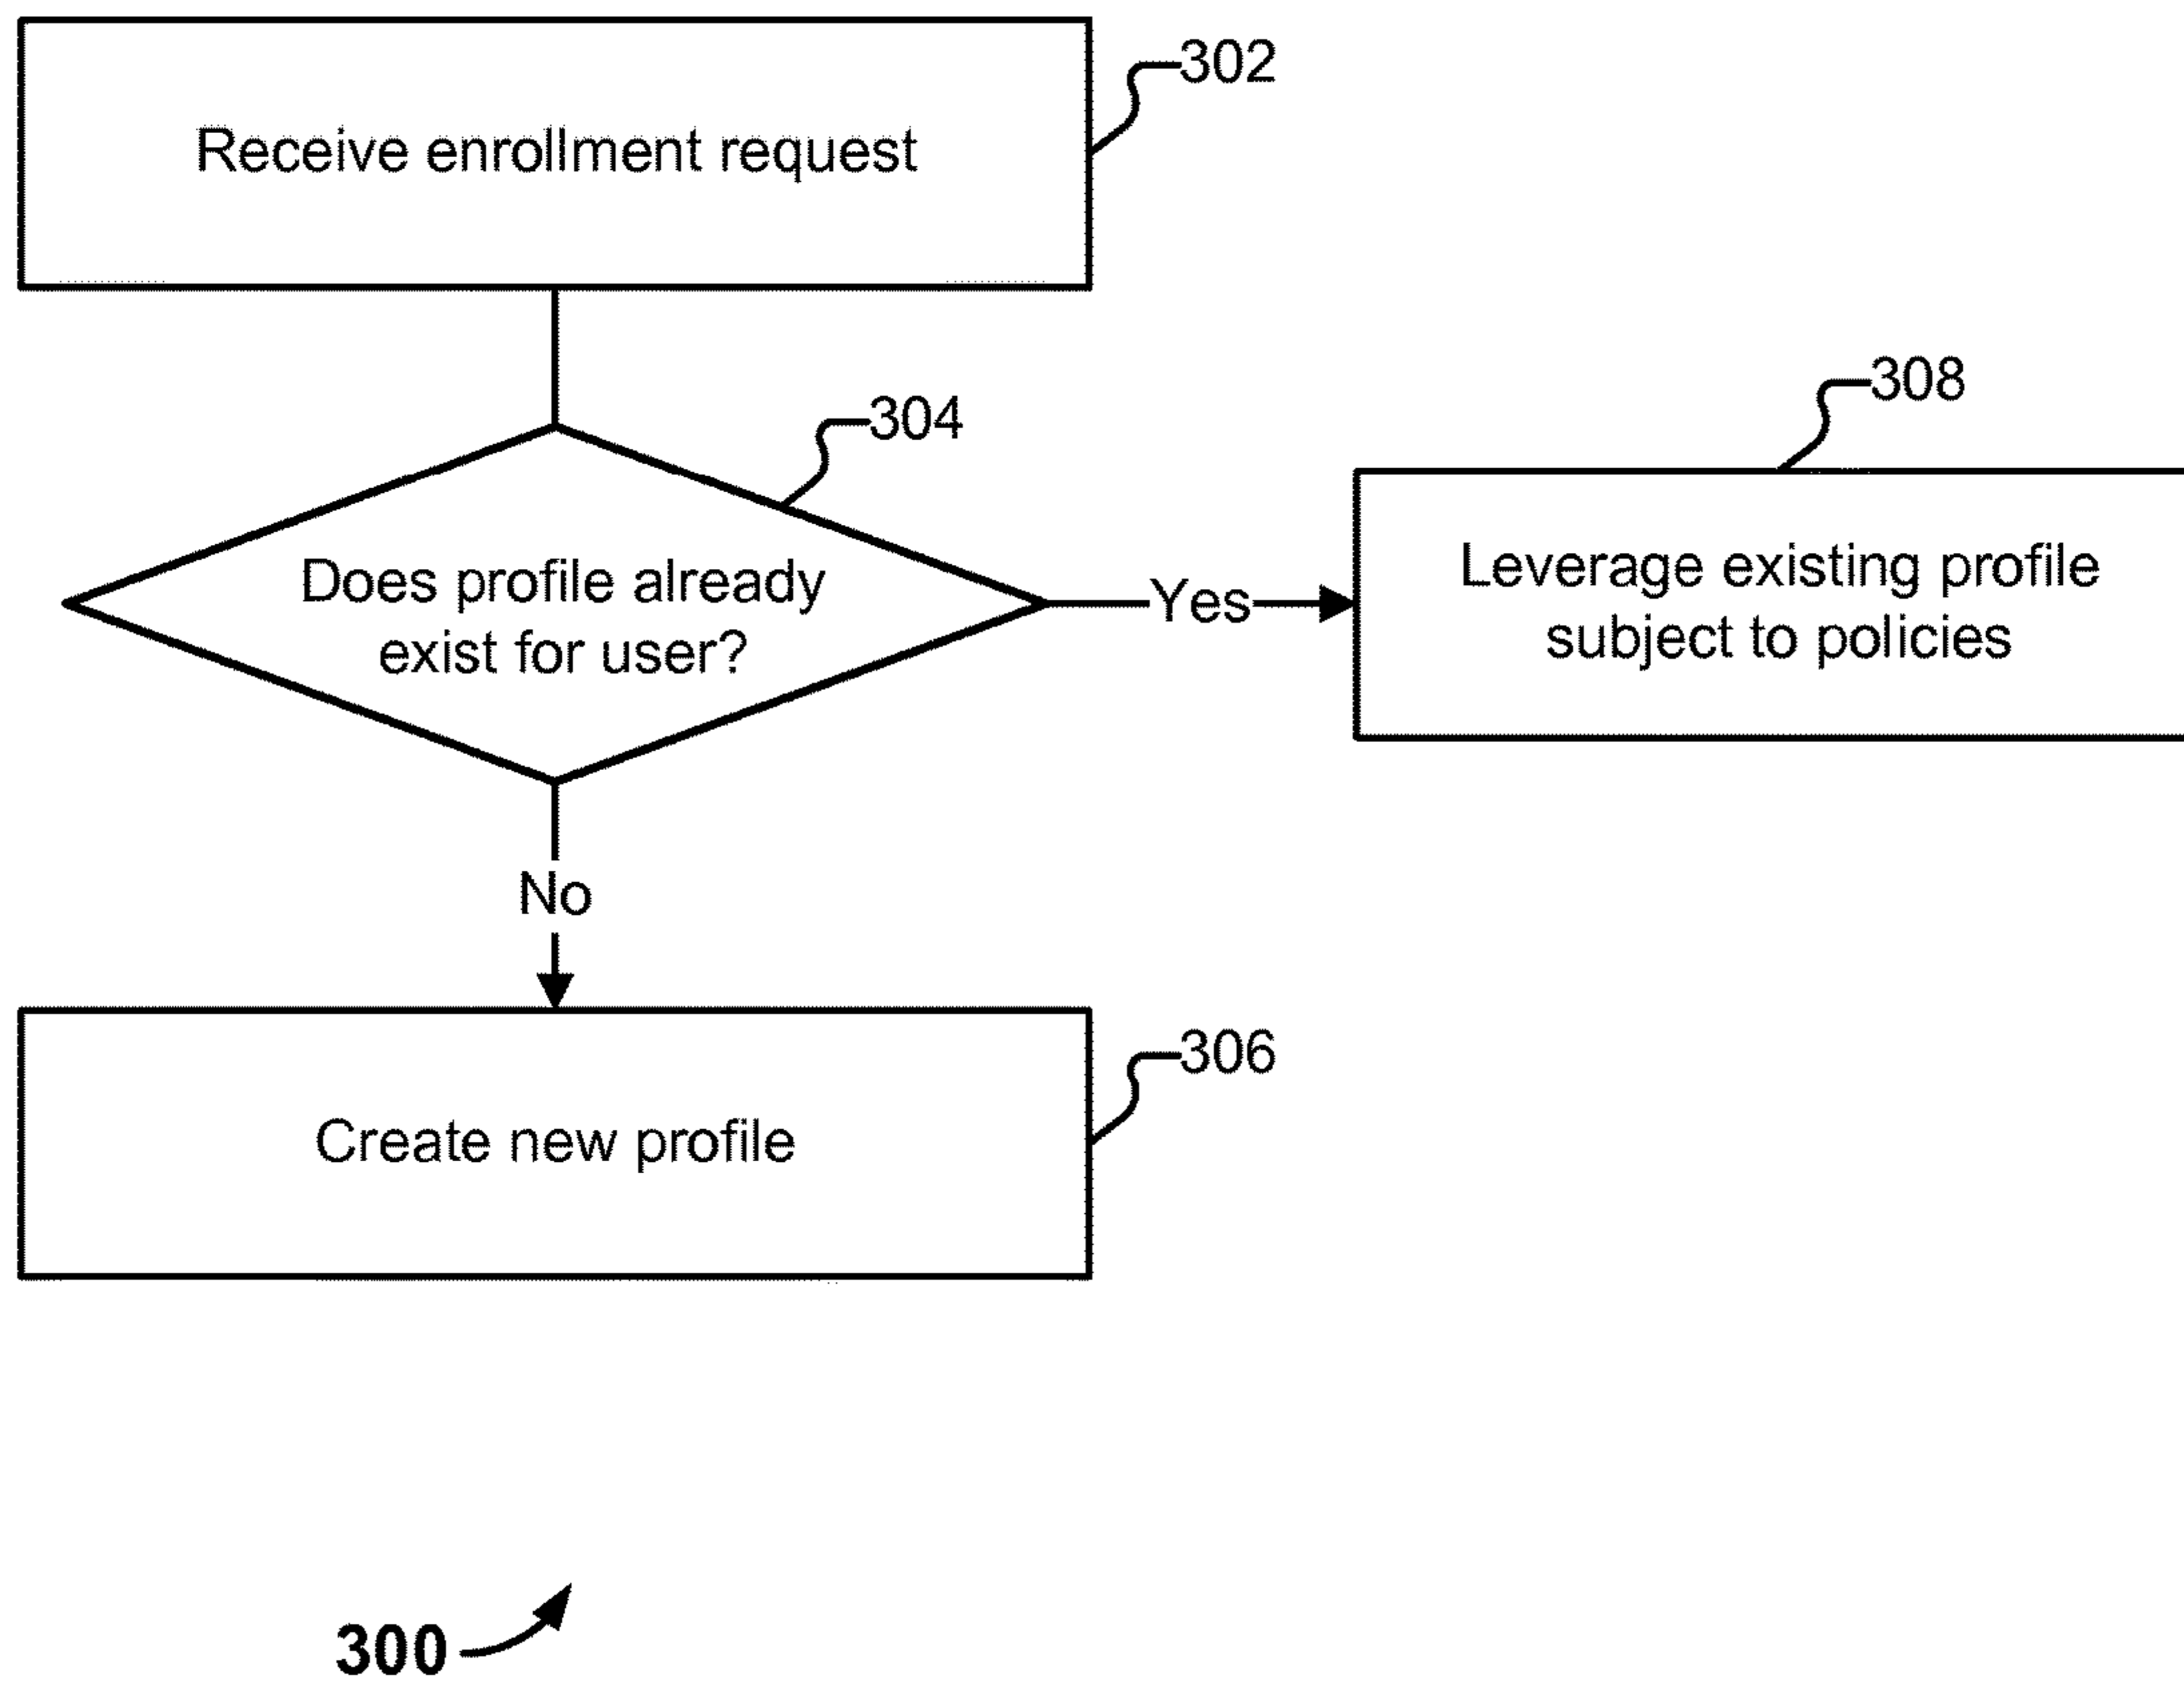 302
Receive enrollment request
304
308
Does profile already
exist for user?
Yes
Leverage existing profile
subject to policies
No
306
Create new profile
300